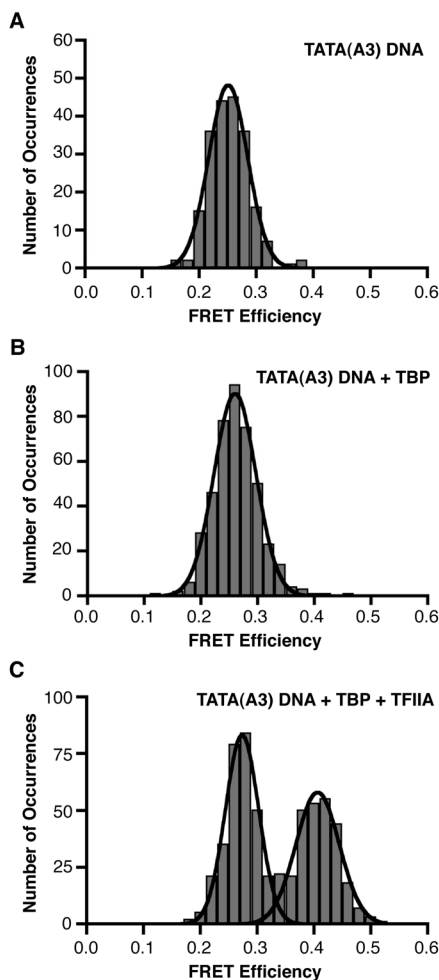 A
TATA(A3) DNA
Number of Occurrences
60
50
40
30
20
10
0
0.0 0.1 0.2 0.3 0.4 0.5 0.6
FRET Efficiency
B
TATA(A3) DNA + TBP
Number of Occurrences
100
80
60
40
20
0
0.0 0.1 0.2 0.3 0.4 0.5 0.6
FRET Efficiency
C
TATA(A3) DNA + TBP + TFIIA
Number of Occurrences
100
75
50
25
0
0.0 0.1 0.2 0.3 0.4 0.5 0.6
FRET Efficiency